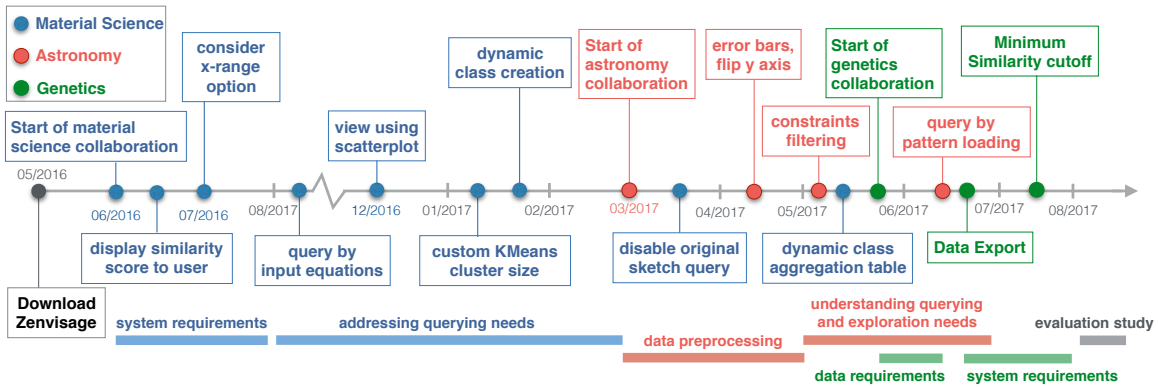 Material Science
Astronomy
Genetics
consider
x-range
option
dynamic
class creation
Start of
astronomy
collaboration
error bars,
flip y axis
Start of
genetics
collaboration
Minimum
Similarity cutoff
Start of material
science collaboration
view using
scatterplot
constraints
filtering
query by
pattern loading
05/2016
06/2016
07/2016
08/2017
12/2016
01/2017
02/2017
03/2017
04/2017
05/2017
06/2017
07/2017
08/2017
display similarity
score to user
query by
input equations
custom KMeans
cluster size
disable original
sketch query
dynamic class
aggregation table
Data Export
Download
Zenvisage
system requirements
addressing querying needs
data preprocessing
understanding querying
and exploration needs
data requirements
system requirements
evaluation study